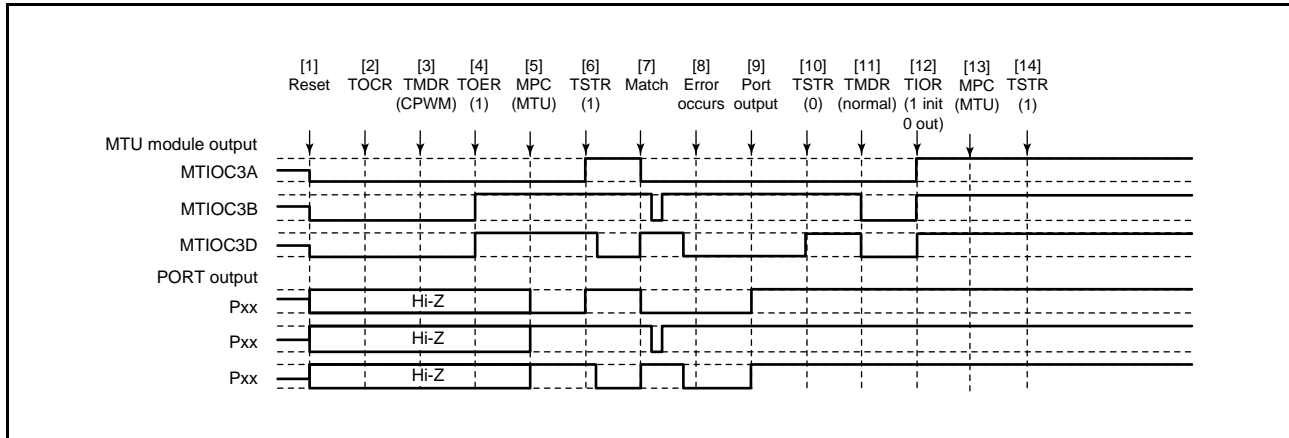 [1] [2] [3] [4] [5] [6] [7] [8] [9] [10] [11] [12] [13] [14]
Reset TOCR TMDR TOER MPC TSTR Match Error Port TSTR TMDR TIOR MPC TSTR
(CPWM) (1) (MTU) (1) occurs output (0) (normal) (1 init (MTU) (1)
0 out)
MTU module output
MTIOC3A
MTIOC3B
MTIOC3D
PORT output
Pxx Hi-Z
Pxx Hi-Z
Pxx Hi-Z